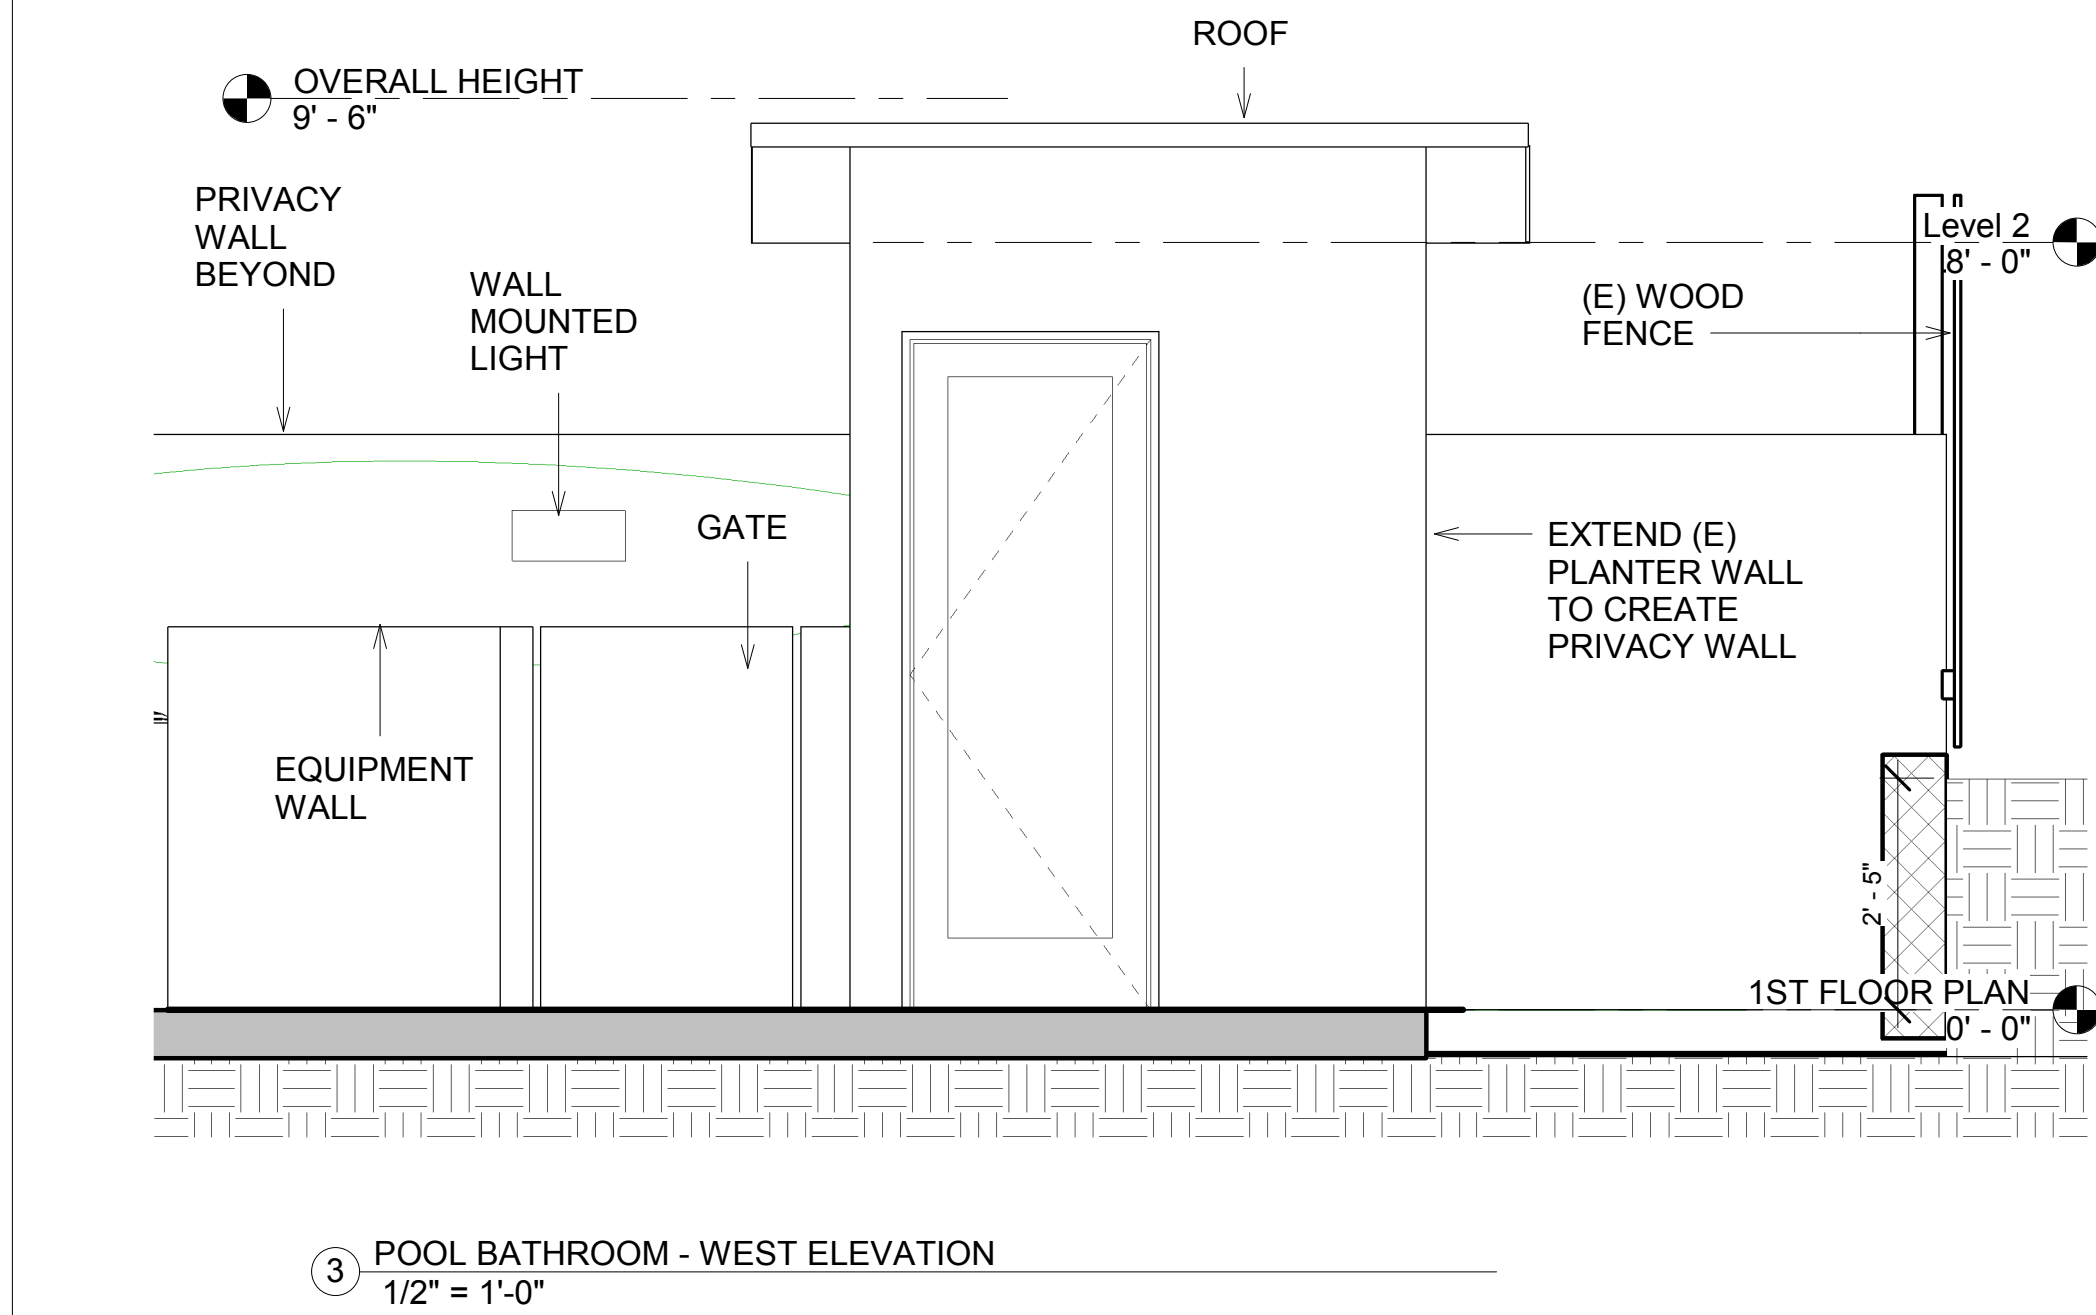 ROOF
OVERALL HEIGHT
9' - 6"
PRIVACY
WALL
BEYOND
WALL
MOUNTED
LIGHT
Level 2
8' - 0"
(E) WOOD
FENCE
GATE
EXTEND (E)
PLANTER WALL
TO CREATE
PRIVACY WALL
EQUIPMENT
WALL
2' - 5"
1ST FLOOR PLAN
0' - 0"
3
POOL BATHROOM - WEST ELEVATION
1/2" = 1'-0"